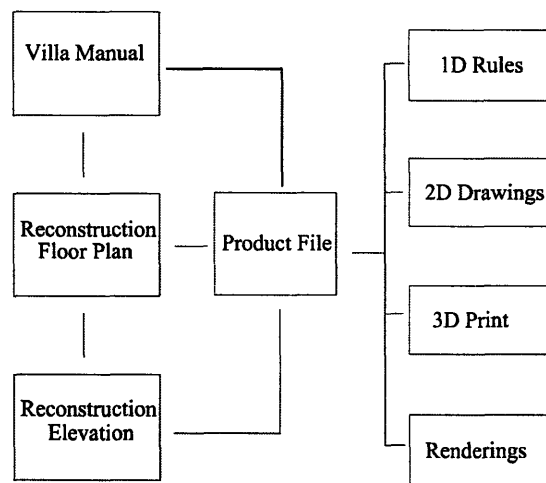 Villa Manual
Reconstruction
Floor Plan
Reconstruction
Elevation
Product File
1D Rules
2D Drawings
3D Print
Renderings